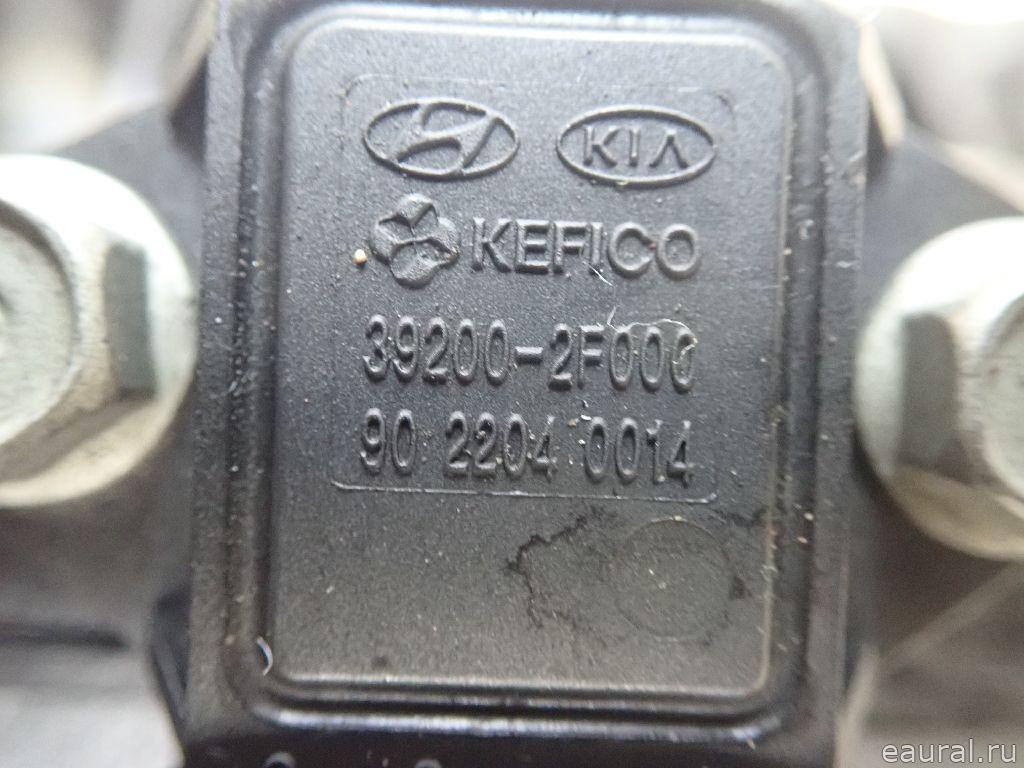 KIA
KEFICO
39200-2F000
90 2204 0014
eaural.ru